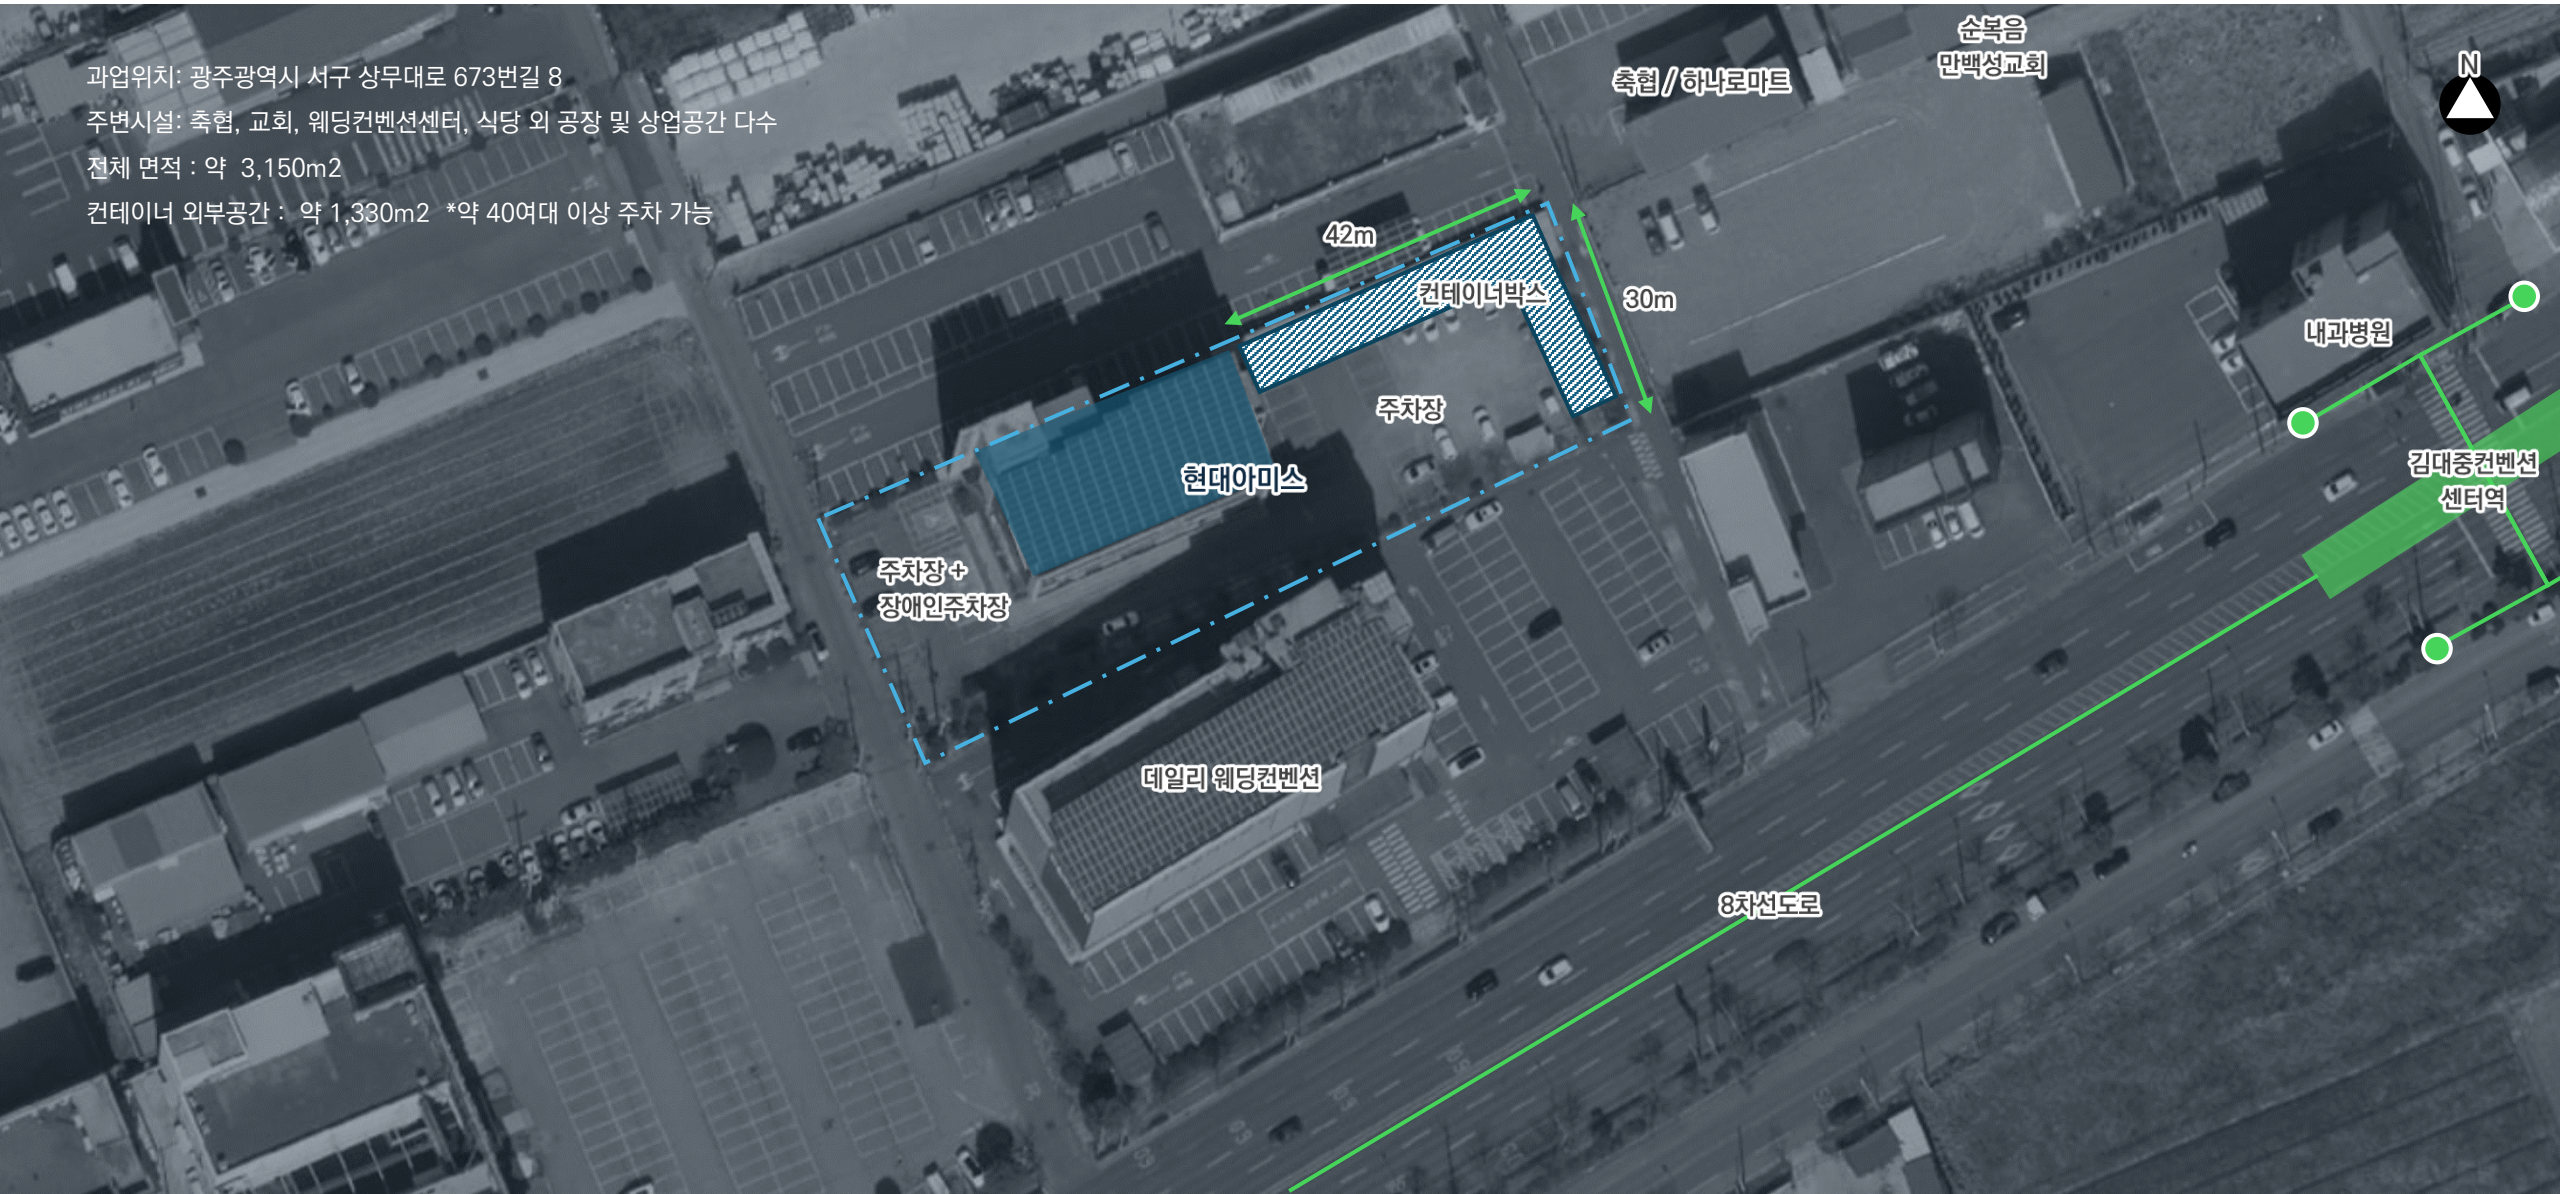 과업위치: 광주광역시 서구 상무대로 673번길 8
주변시설: 축협, 교회, 웨딩컨벤션센터, 식당 외 공장 및 상업공간 다수
전체 면적 : 약 3,150m2
컨테이너 외부공간 : 약 1,330m2 *약 40여대 이상 주차 가능
순복음
만백성교회
축협 / 하나로마트
N
42m
컨테이너박스
30m
내과병원
주차장
현대아미스
김대중컨벤션
센터역
주차장 +
장애인주차장
데일리 웨딩컨벤션
8차선도로